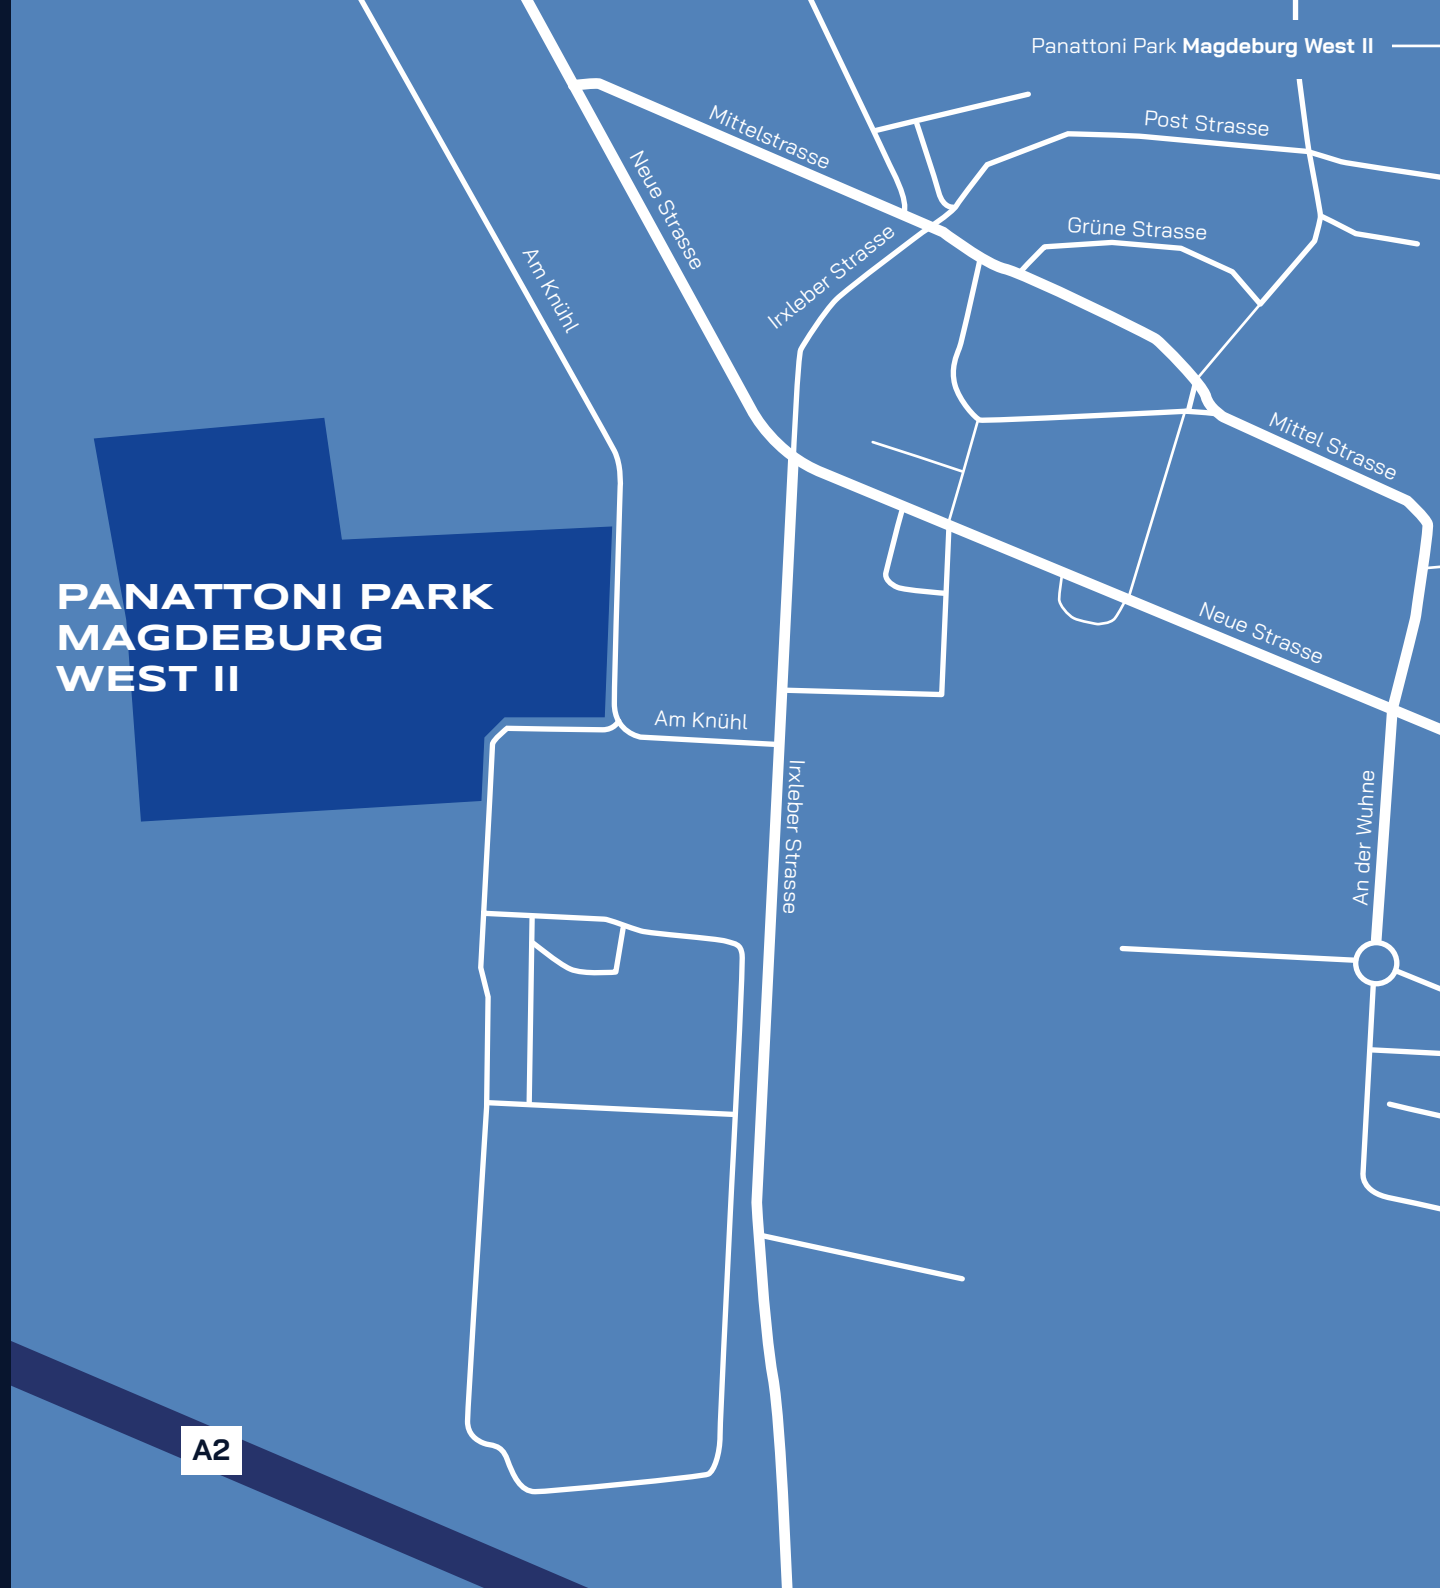 Panattoni Park Magdeburg West II
Post Strasse
Mittelstrasse
Neue Strasse
Grüne Strasse
Irxleber Strasse
Am Knühl
Mittel Strasse
PANATTONI PARK
MAGDEBURG
WEST II
Neue Strasse
Am Knühl
Irxleber Strasse
An der Wuhne
A2